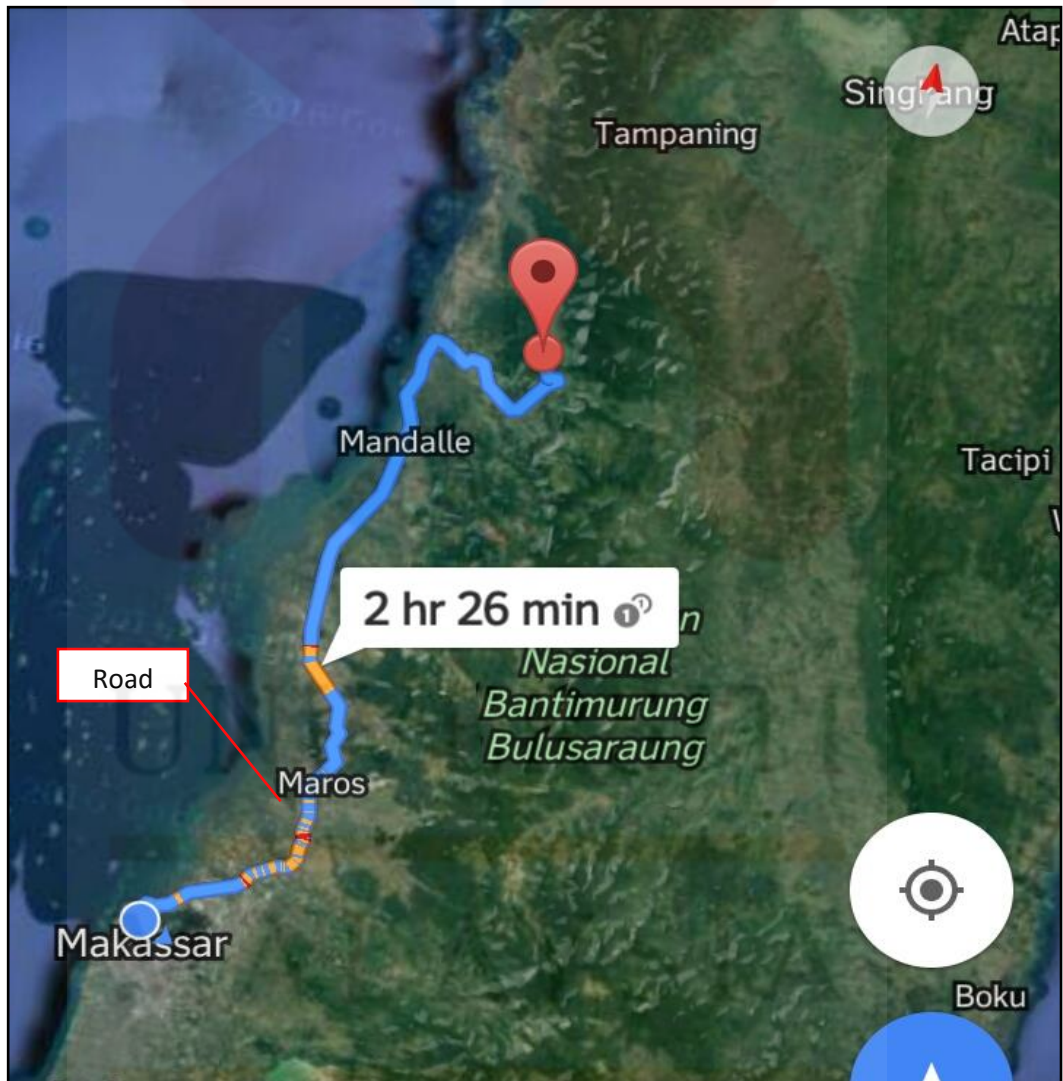 Atap
Singkang
Tampaning
Mandalle
Tacipi
2 hr 26 min
n
Nasional
Bantimurung
Bulusaraung
Road
Maros
Makassar
Boku